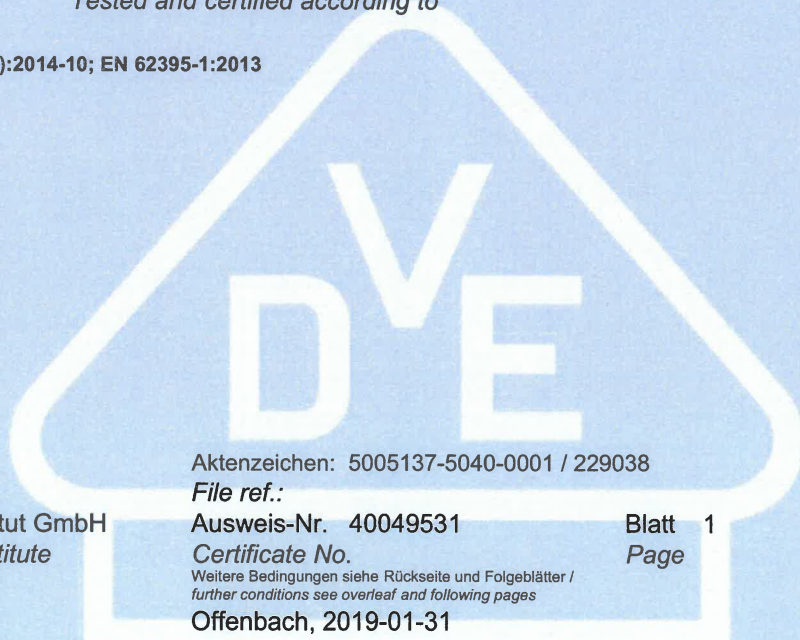 Tested and certified according to
):2014-10; EN 62395-1:2013
V
D E
Aktenzeichen: 5005137-5040-0001 / 229038
File ref.:
tut GmbH Ausweis-Nr. 40049531 Blatt 1
titute Certificate No. Page
Weitere Bedingungen siehe Rückseite und Folgeblätter /
further conditions see overleaf and following pages
Offenbach, 2019-01-31